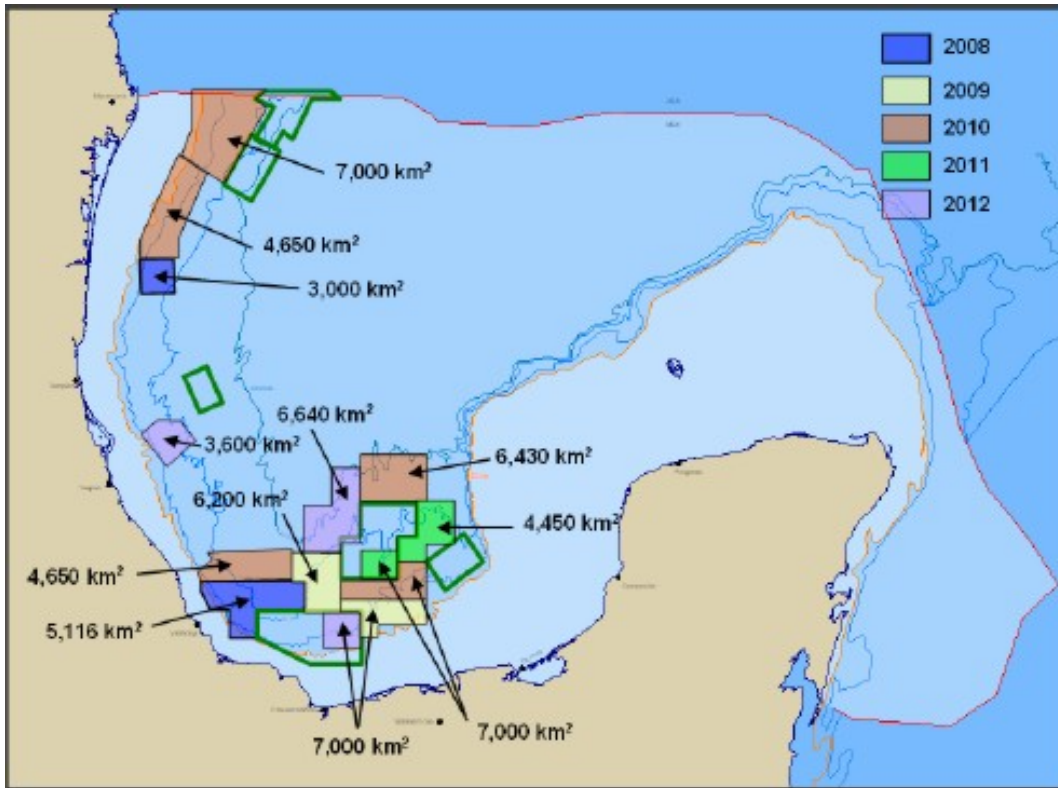 2008
2009
2010
2011
2012
7,000 km²
4,650 km²
3,000 km²
6,640 km²
3,600 km²
6,430 km²
6,200 km²
4,450 km²
4,650 km²
5,116 km²
7,000 km²
7,000 km²